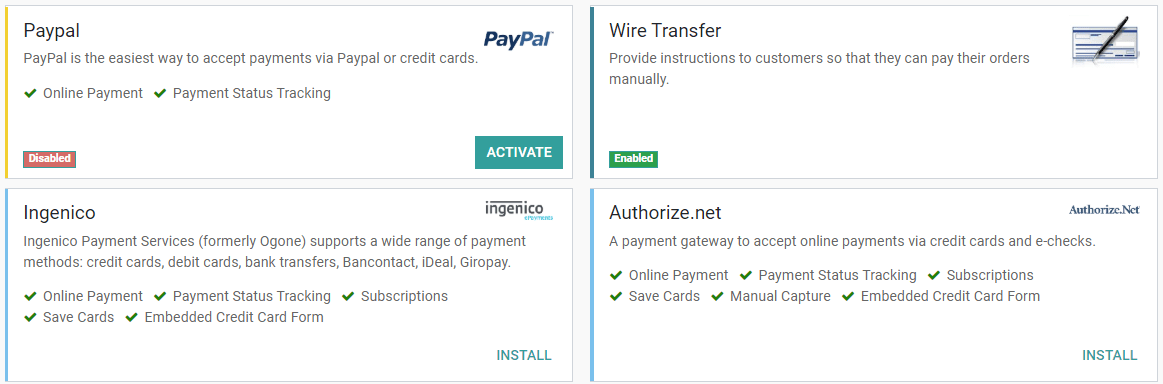 Paypal
PayPal
PayPal is the easiest way to accept payments via Paypal or credit cards.
Online Payment Payment Status Tracking
Disabled
ACTIVATE
Wire Transfer
Provide instructions to customers so that they can pay their orders
manually.
Enabled
Ingenico
ingenico
ePayments
Ingenico Payment Services (formerly Ogone) supports a wide range of payment
methods: credit cards, debit cards, bank transfers, Bancontact, iDeal, Giropay.
Online Payment Payment Status Tracking Subscriptions
Save Cards Embedded Credit Card Form
INSTALL
Authorize.net
Authorize.Net
A payment gateway to accept online payments via credit cards and e-checks.
Online Payment Payment Status Tracking Subscriptions
Save Cards Manual Capture Embedded Credit Card Form
INSTALL